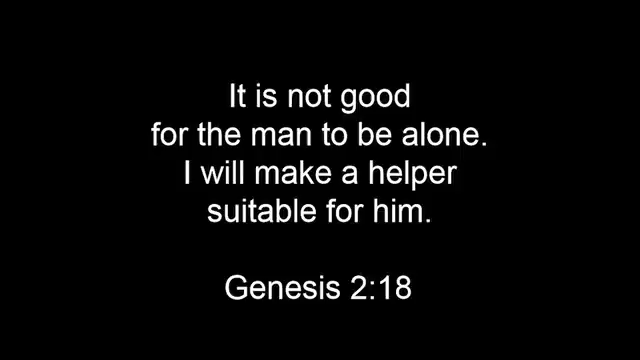 It is not good
for the man to be alone.
I will make a helper
suitable for him.
Genesis 2:18